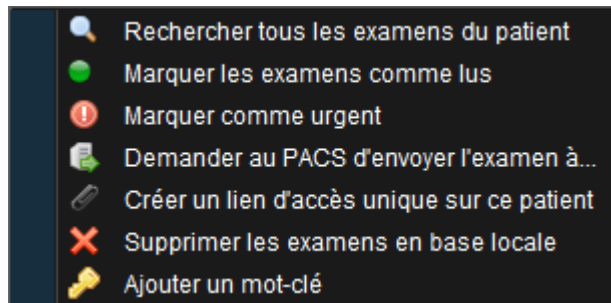 Rechercher tous les examens du patient
Marquer les examens comme lus
Marquer comme urgent
Demander au PACS d'envoyer l'examen à...
Créer un lien d'accès unique sur ce patient
Supprimer les examens en base locale
Ajouter un mot-clé